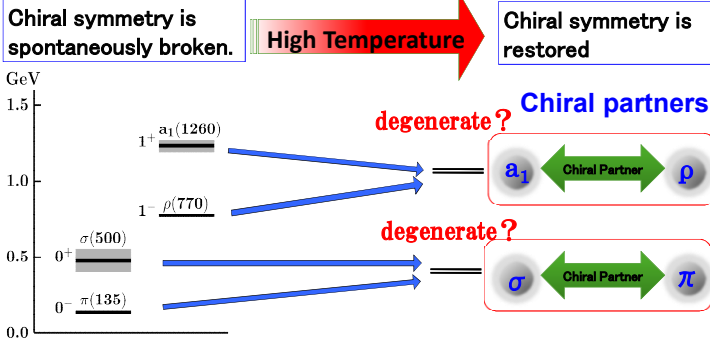 Chiral symmetry is
spontaneously broken.
High Temperature
Chiral symmetry is
restored
GeV
1.5
1.0
0.5
0.0
1⁺ a₁(1260)
1⁻ ρ(770)
0⁺ σ(500)
0⁻ π(135)
Chiral partners
degenerate?
a₁ Chiral Partner ρ
degenerate?
σ Chiral Partner π